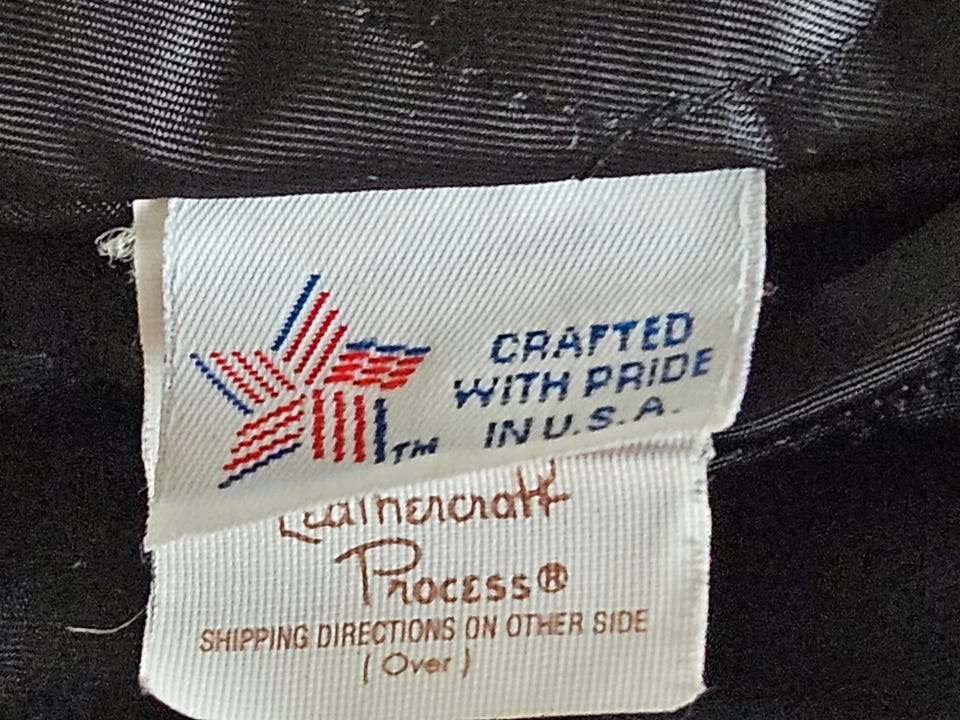 CRAFTED
WITH PRIDE
IN U.S.A.
TM
Leathercraft
Process®
SHIPPING DIRECTIONS ON OTHER SIDE
(Over)